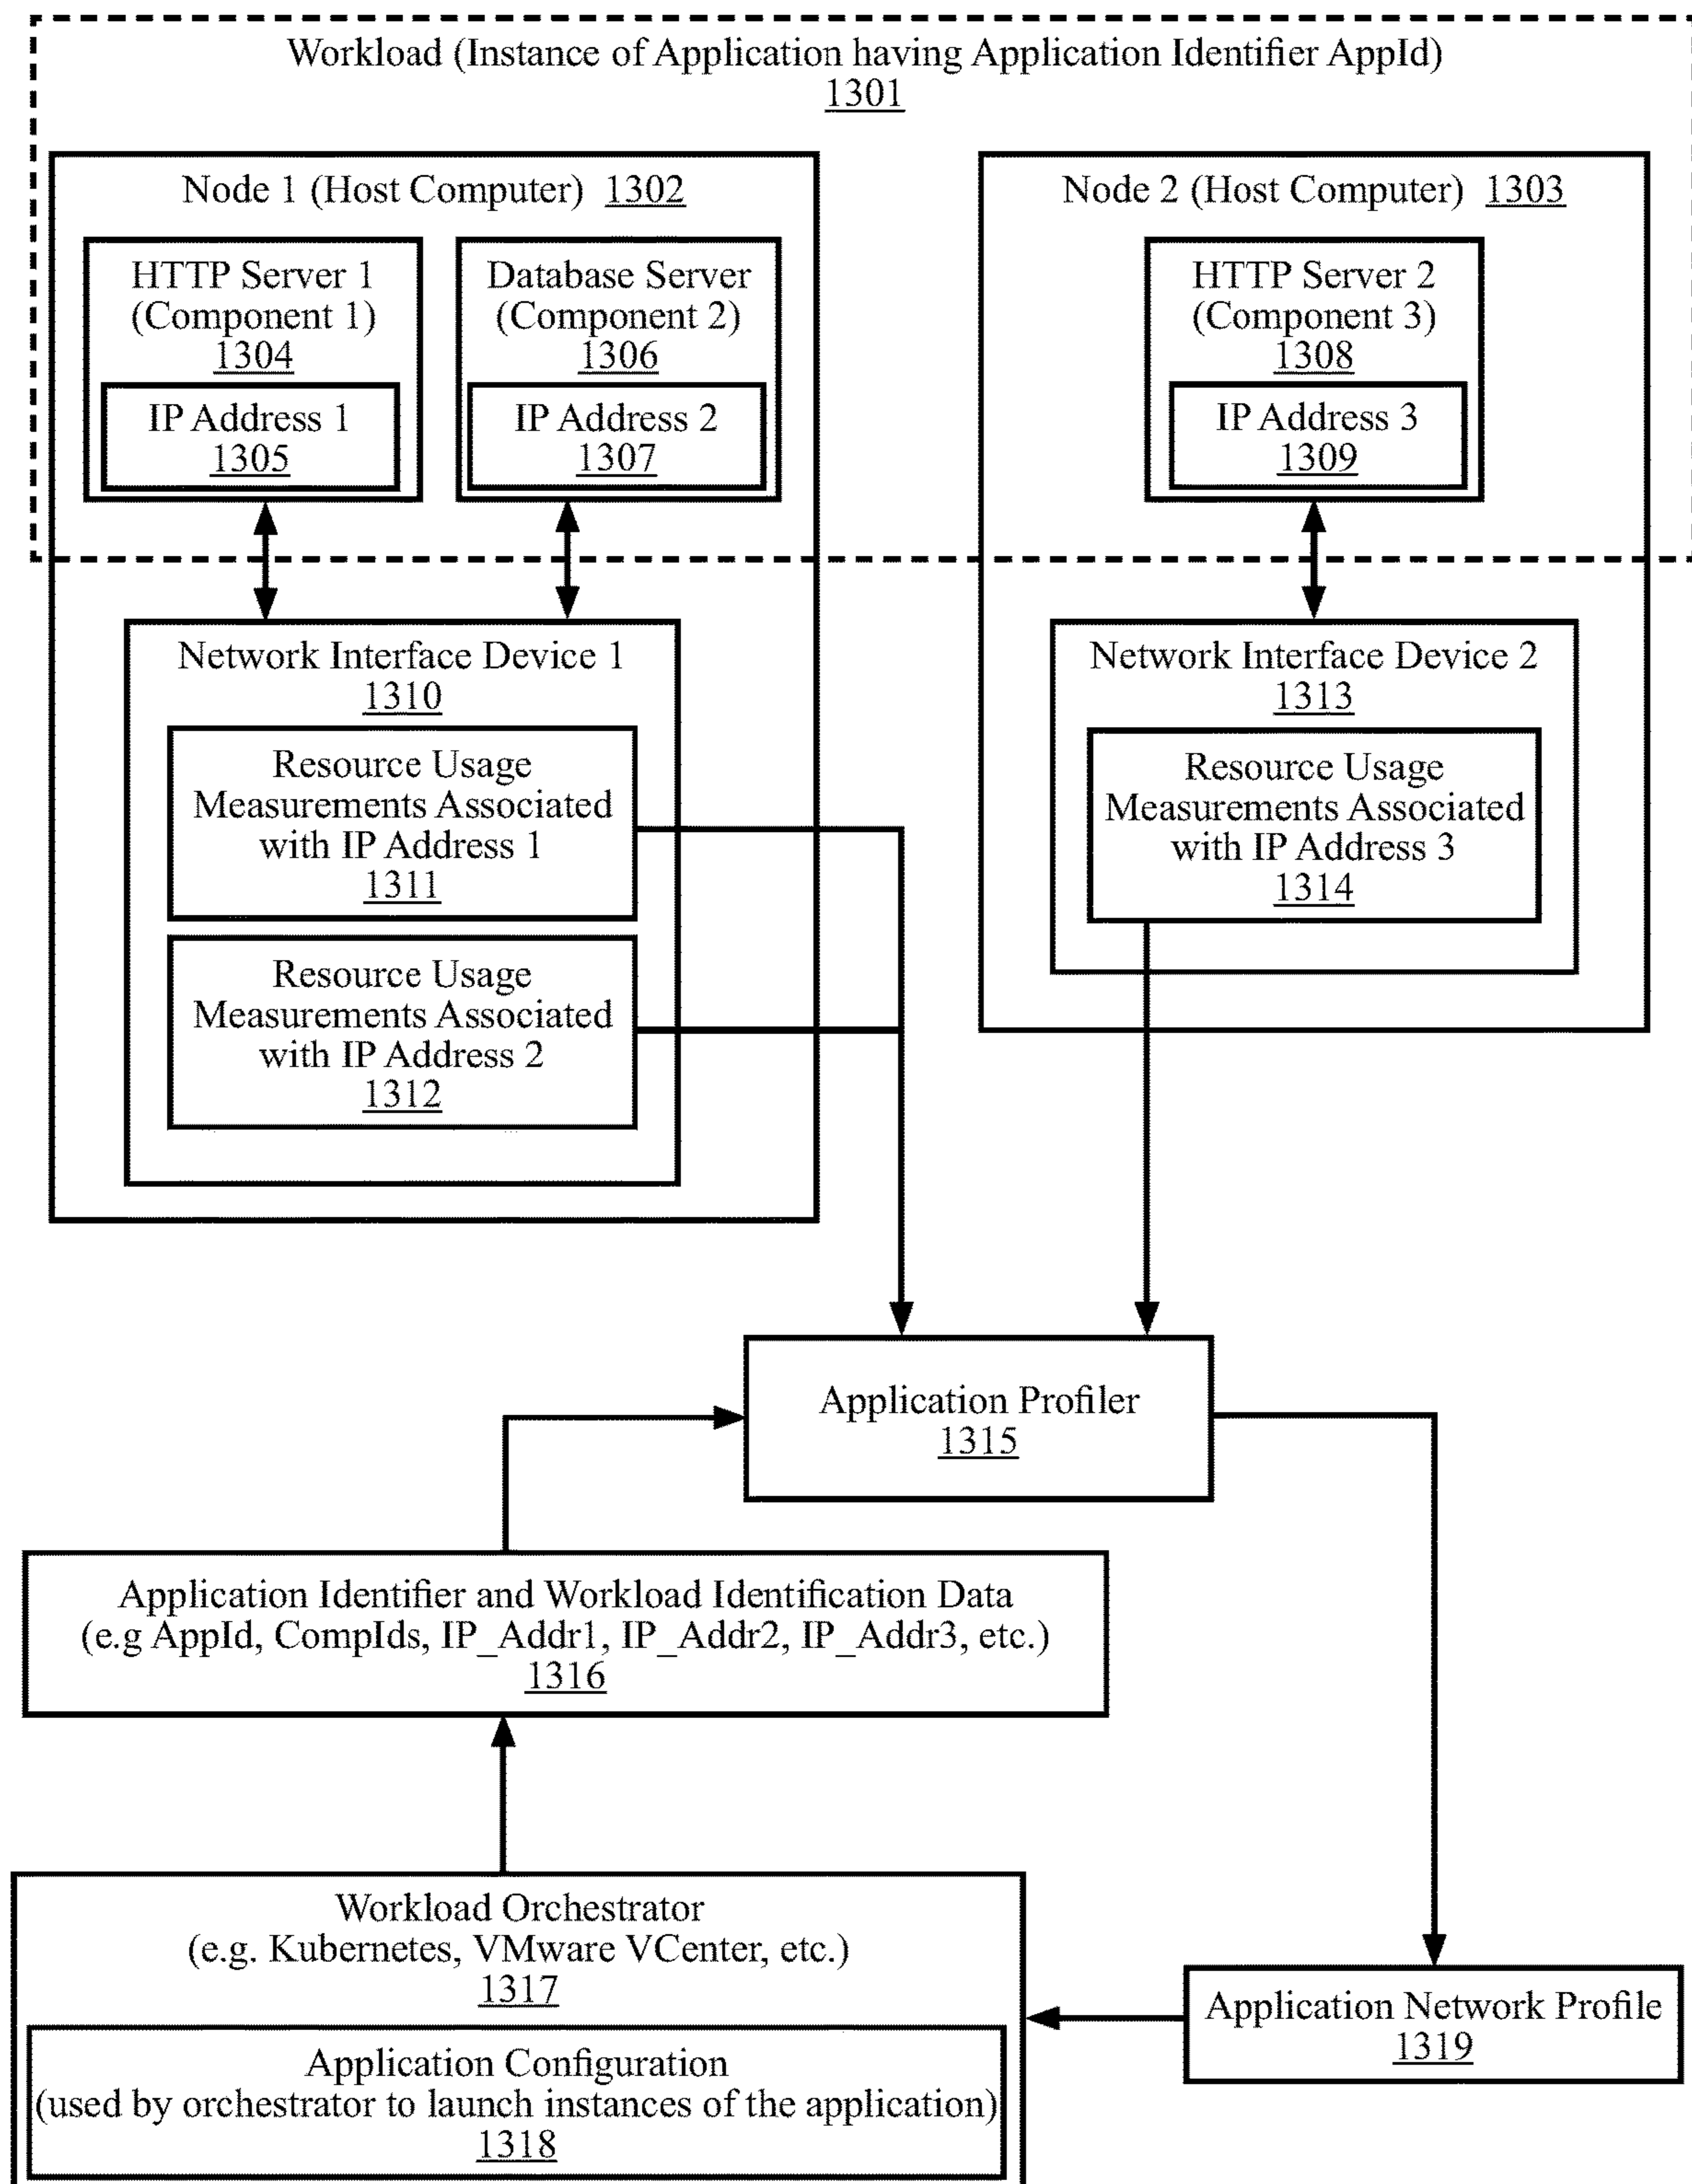 Workload (Instance of Application having Application Identifier AppId)
1301
Node 1 (Host Computer) 1302
HTTP Server 1
(Component 1)
1304
IP Address 1
1305
Database Server
(Component 2)
1306
IP Address 2
1307
Node 2 (Host Computer) 1303
HTTP Server 2
(Component 3)
1308
IP Address 3
1309
Network Interface Device 1
1310
Resource Usage
Measurements Associated
with IP Address 1
1311
Resource Usage
Measurements Associated
with IP Address 2
1312
Network Interface Device 2
1313
Resource Usage
Measurements Associated
with IP Address 3
1314
Application Profiler
1315
Application Identifier and Workload Identification Data
(e.g AppId, CompIds, IP_Addr1, IP_Addr2, IP_Addr3, etc.)
1316
Workload Orchestrator
(e.g. Kubernetes, VMware VCenter, etc.)
1317
Application Configuration
(used by orchestrator to launch instances of the application)
1318
Application Network Profile
1319